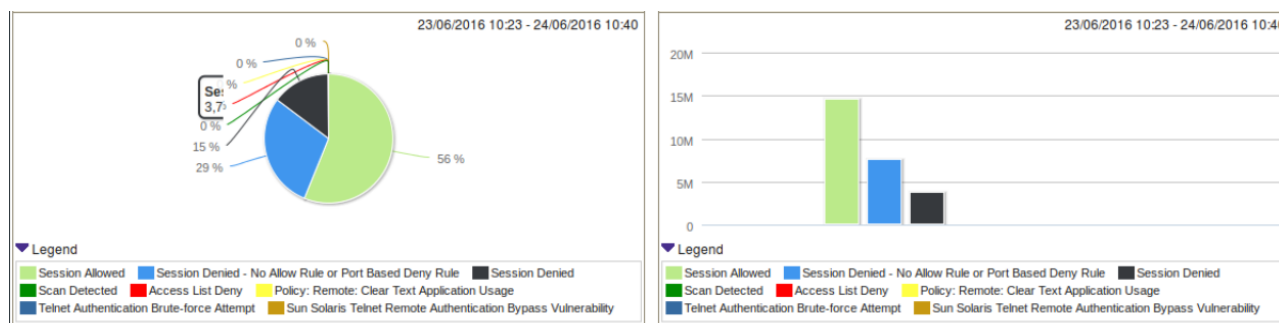 23/06/2016 10:23 - 24/06/2016 10:40
0 %
0 %
%
Ses
3,7
0 %
15 %
29 %
56 %
Legend
Session Allowed Session Denied - No Allow Rule or Port Based Deny Rule Session Denied
Scan Detected Access List Deny Policy: Remote: Clear Text Application Usage
Telnet Authentication Brute-force Attempt Sun Solaris Telnet Remote Authentication Bypass Vulnerability
23/06/2016 10:23 - 24/06/2016 10:40
20M
15M
10M
5M
0
Legend
Session Allowed Session Denied - No Allow Rule or Port Based Deny Rule Session Denied
Scan Detected Access List Deny Policy: Remote: Clear Text Application Usage
Telnet Authentication Brute-force Attempt Sun Solaris Telnet Remote Authentication Bypass Vulnerability